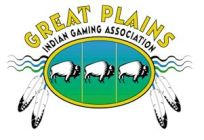 GREAT PLAINS
INDIAN GAMING ASSOCIATION